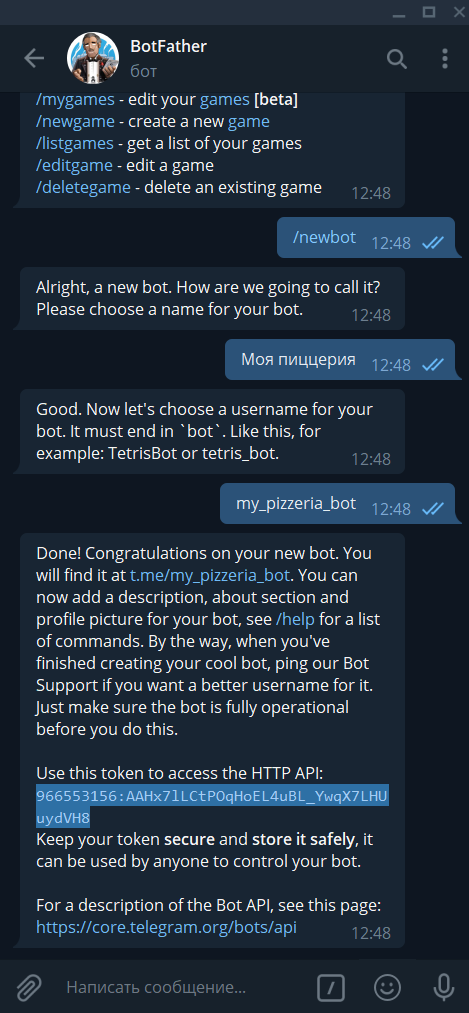 BotFather
бот
/mygames - edit your games [beta]
/newgame - create a new game
/listgames - get a list of your games
/editgame - edit a game
/deletegame - delete an existing game 12:48
/newbot 12:48
Alright, a new bot. How are we going to call it?
Please choose a name for your bot. 12:48
Моя пиццерия 12:48
Good. Now let's choose a username for your
bot. It must end in `bot`. Like this, for
example: TetrisBot or tetris_bot. 12:48
my_pizzeria_bot 12:48
Done! Congratulations on your new bot. You
will find it at t.me/my_pizzeria_bot. You can
now add a description, about section and
profile picture for your bot, see /help for a list
of commands. By the way, when you've
finished creating your cool bot, ping our Bot
Support if you want a better username for it.
Just make sure the bot is fully operational
before you do this.
Use this token to access the HTTP API:
966553156:AAHx7lLCtPOqHoEL4uBL_YwqX7LHU
uydVH8
Keep your token secure and store it safely, it
can be used by anyone to control your bot.
For a description of the Bot API, see this page:
https://core.telegram.org/bots/api 12:48
Написать сообщение...